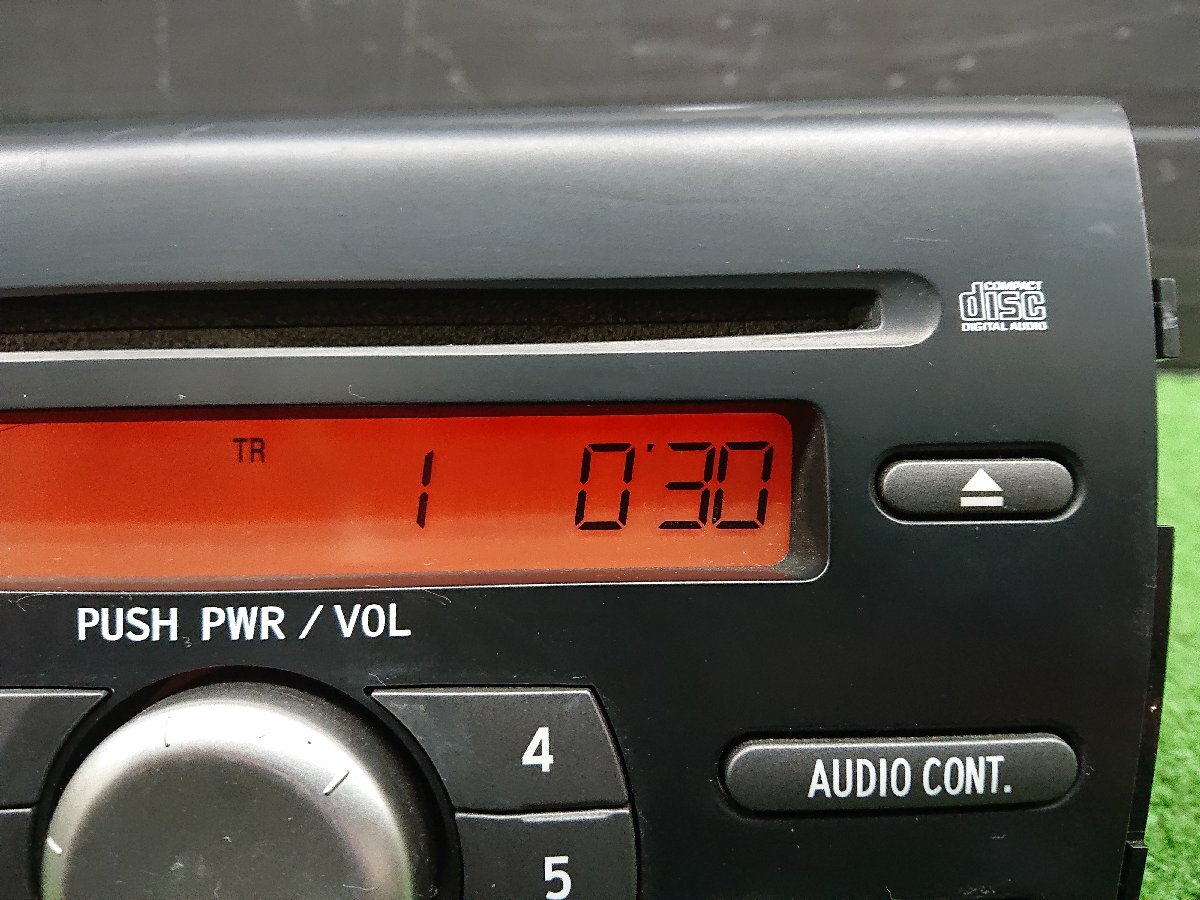 COMPACT
disc
DIGITAL AUDIO
TR 1 0'30
PUSH PWR / VOL
4
AUDIO CONT.
5